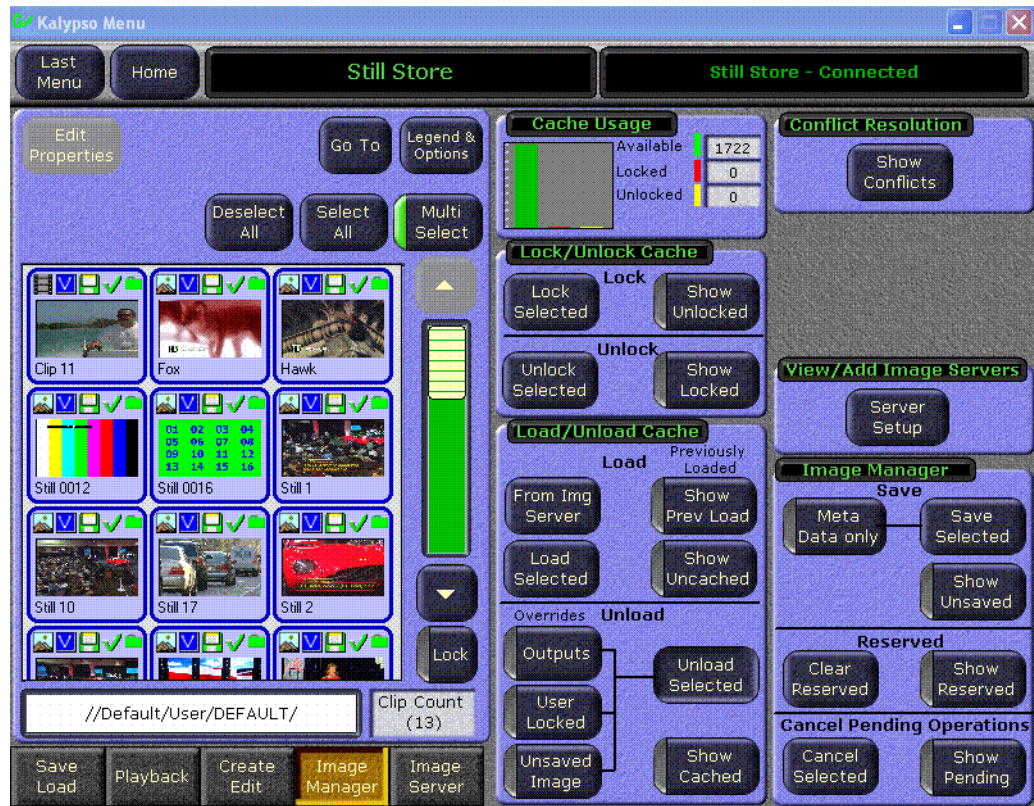 Kalypso Menu
Last Menu
Home
Still Store
Still Store - Connected
Edit Properties
Go To
Legend & Options
Deselect All
Select All
Multi Select
Clip 11
Fox
Hawk
01 02 03 04
05 06 07 08
09 10 11 12
13 14 15 16
Still 0012
Still 0016
Still 1
Still 10
Still 17
Still 2
Lock
//Default/User/DEFAULT/
Clip Count (13)
Save Load
Playback
Create Edit
Image Manager
Image Server
Cache Usage
Available 1722
Locked 0
Unlocked 0
Lock/Unlock Cache
Lock
Lock Selected
Show Unlocked
Unlock
Unlock Selected
Show Locked
Load/Unload Cache
Load
Previously Loaded
From Img Server
Show Prev Load
Load Selected
Show Uncached
Overrides
Unload
Outputs
User Locked
Unsaved Image
Unload Selected
Show Cached
Conflict Resolution
Show Conflicts
View/Add Image Servers
Server Setup
Image Manager
Save
Meta Data only
Save Selected
Show Unsaved
Reserved
Clear Reserved
Show Reserved
Cancel Pending Operations
Cancel Selected
Show Pending